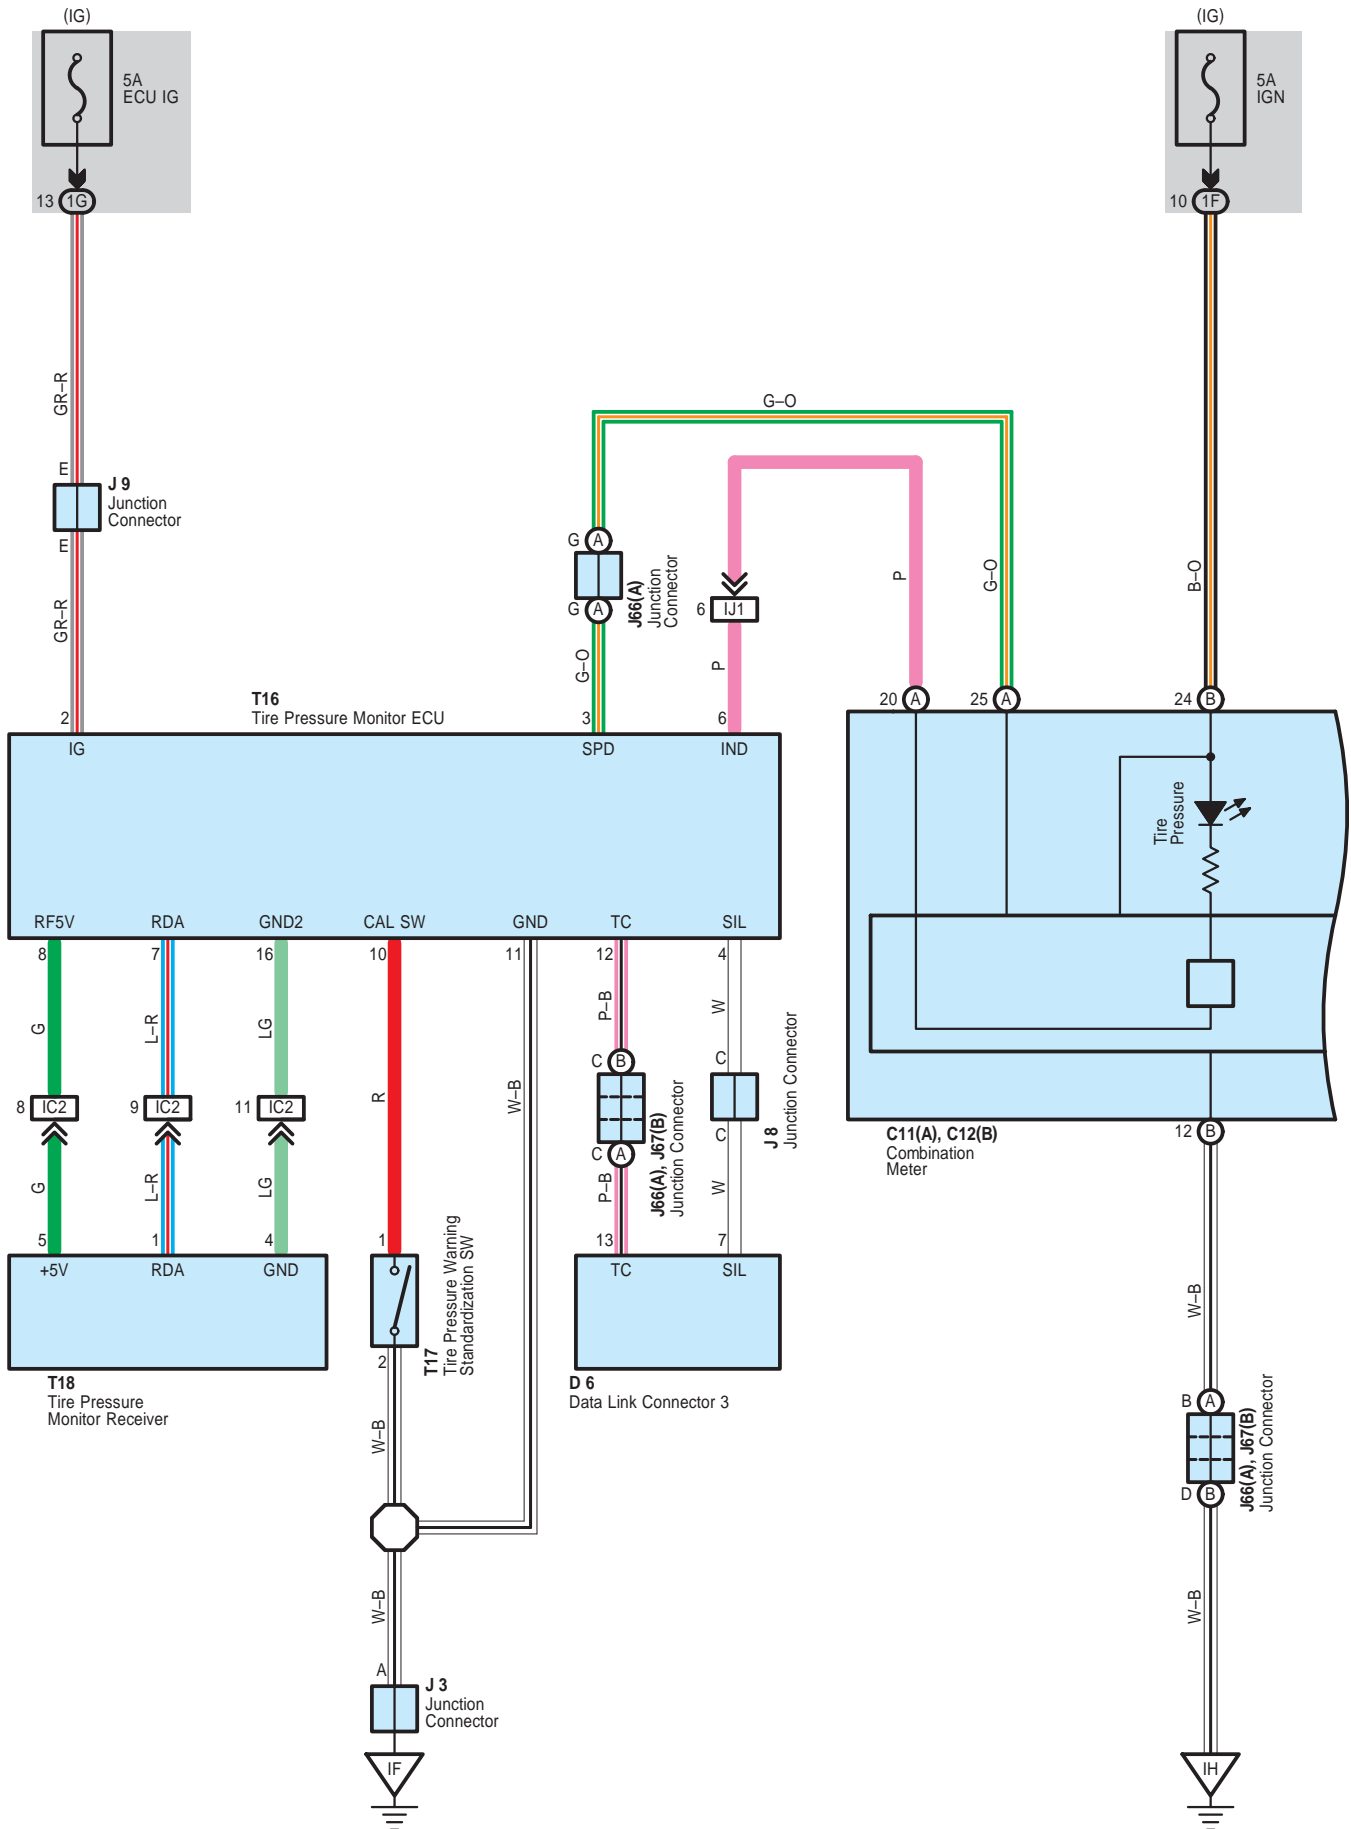 (IG)
(IG)
5A
ECU IG
5A
IGN
13
1G
10
1F
GR–R
G–O
E
J 9
Junction
Connector
E
G
A
J66(A)
Junction
Connector
G
A
6
IJ1
P
G–O
B–O
GR–R
G–O
P
T16
Tire Pressure Monitor ECU
2
3
6
20
A
25
A
24
B
IG
SPD
IND
Tire
Pressure
RF5V
RDA
GND2
CAL SW
GND
TC
SIL
8
7
16
10
11
12
4
G
L–R
LG
P–B
W
C
B
C
J66(A), J67(B)
Junction Connector
J 8
Junction Connector
R
W–B
8
IC2
9
IC2
11
IC2
C
A
C
C11(A), C12(B)
Combination
Meter
12
B
G
L–R
LG
P–B
W
5
1
4
1
13
7
+5V
RDA
GND
TC
SIL
T17
Tire Pressure Warning
Standardization SW
2
T18
Tire Pressure
Monitor Receiver
D 6
Data Link Connector 3
W–B
W–B
B
A
J66(A), J67(B)
Junction Connector
D
B
W–B
W–B
A
J 3
Junction
Connector
IF
IH